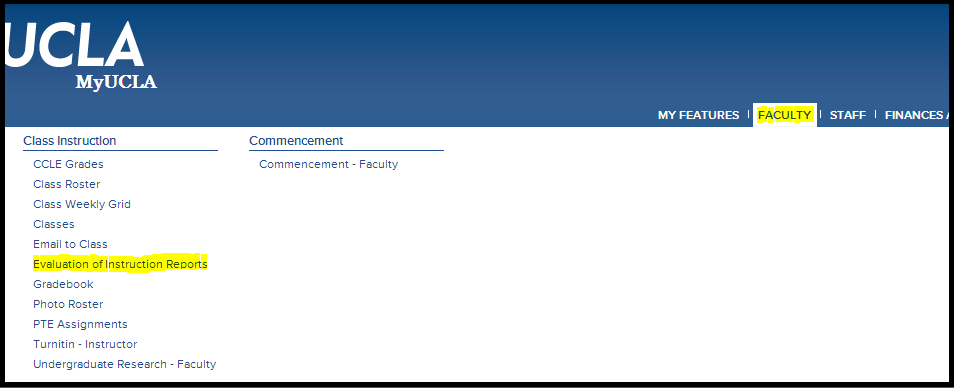 UCLA
MyUCLA
MY FEATURES FACULTY STAFF FINANCES A
Class Instruction
CCLE Grades
Class Roster
Class Weekly Grid
Classes
Email to Class
Evaluation of Instruction Reports
Gradebook
Photo Roster
PTE Assignments
Turnitin - Instructor
Undergraduate Research - Faculty
Commencement
Commencement - Faculty